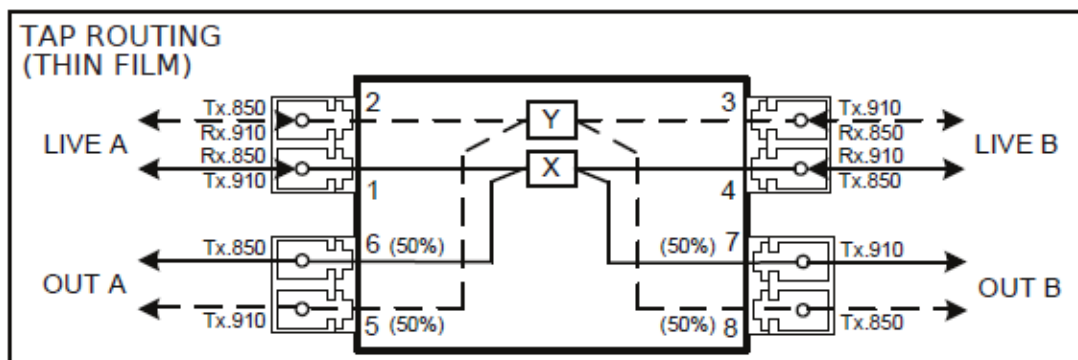 TAP ROUTING
(THIN FILM)
Tx.850 2 3 Tx.910
Rx.910 Y Rx.850
LIVE A LIVE B
Rx.850 X Rx.910
Tx.910 1 4 Tx.850
Tx.850 6 (50%) (50%) 7 Tx.910
OUT A OUT B
Tx.910 5 (50%) (50%) 8 Tx.850